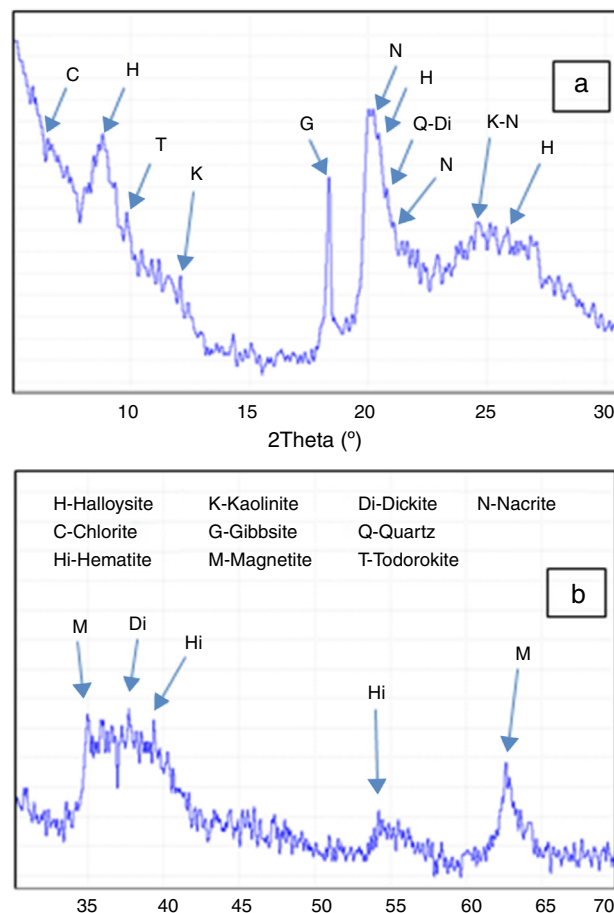 a
C
H
T
K
G
N
H
Q-Di
N
K-N
H
10 15 20 25 30
2Theta (º)
H-Halloysite K-Kaolinite Di-Dickite N-Nacrite
C-Chlorite G-Gibbsite Q-Quartz
Hi-Hematite M-Magnetite T-Todorokite
b
M
Di
Hi
Hi
M
35 40 45 50 55 60 65 70